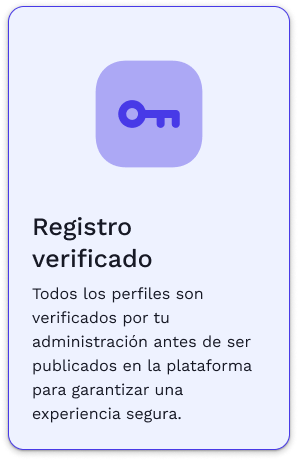 Registro
verificado
Todos los perfiles son
verificados por tu
administración antes de ser
publicados en la plataforma
para garantizar una
experiencia segura.